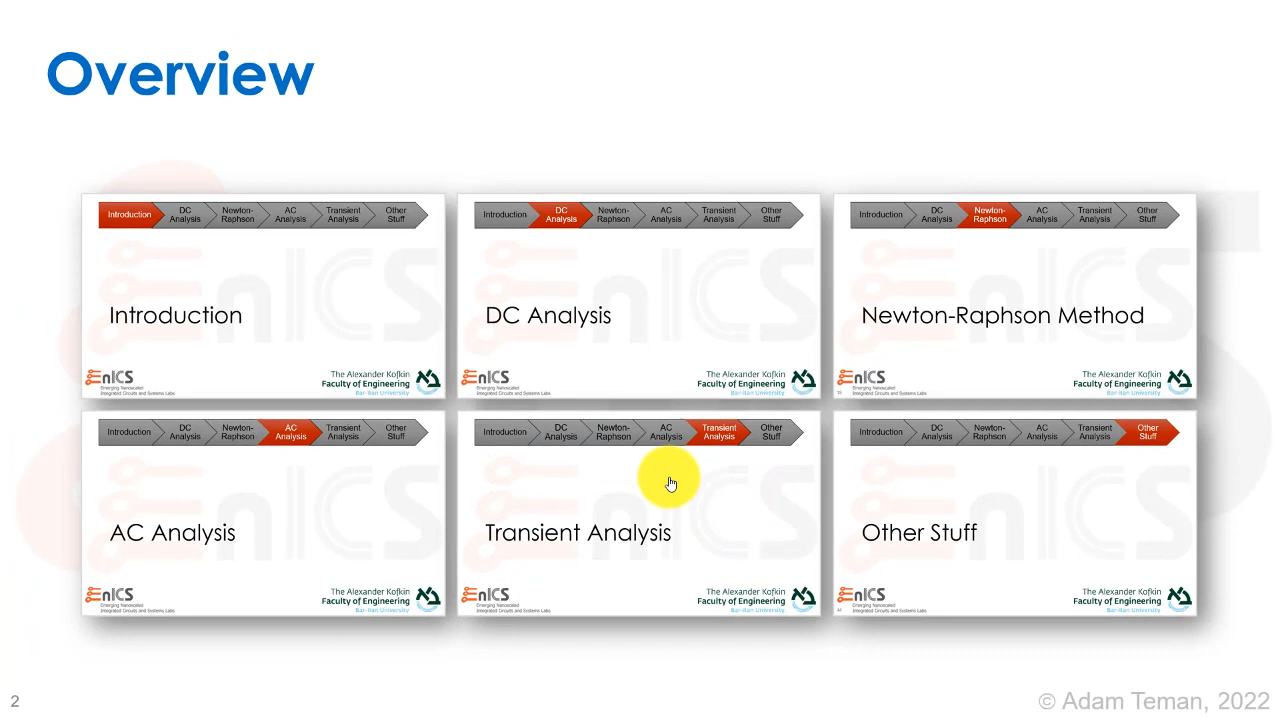 Overview
Introduction
DC
Analysis
Newton-
Raphson
AC
Analysis
Transient
Analysis
Other
Stuff
Introduction
EnICS
Emerging Nanoscaled
Integrated Circuits and Systems Labs
The Alexander Kofkin
Faculty of Engineering
Bar-Ilan University
Introduction
DC
Analysis
Newton-
Raphson
AC
Analysis
Transient
Analysis
Other
Stuff
DC Analysis
EnICS
Emerging Nanoscaled
Integrated Circuits and Systems Labs
The Alexander Kofkin
Faculty of Engineering
Bar-Ilan University
Introduction
DC
Analysis
Newton-
Raphson
AC
Analysis
Transient
Analysis
Other
Stuff
Newton-Raphson Method
EnICS
Emerging Nanoscaled
Integrated Circuits and Systems Labs
The Alexander Kofkin
Faculty of Engineering
Bar-Ilan University
Introduction
DC
Analysis
Newton-
Raphson
AC
Analysis
Transient
Analysis
Other
Stuff
AC Analysis
EnICS
Emerging Nanoscaled
Integrated Circuits and Systems Labs
The Alexander Kofkin
Faculty of Engineering
Bar-Ilan University
Introduction
DC
Analysis
Newton-
Raphson
AC
Analysis
Transient
Analysis
Other
Stuff
Transient Analysis
EnICS
Emerging Nanoscaled
Integrated Circuits and Systems Labs
The Alexander Kofkin
Faculty of Engineering
Bar-Ilan University
Introduction
DC
Analysis
Newton-
Raphson
AC
Analysis
Transient
Analysis
Other
Stuff
Other Stuff
EnICS
Emerging Nanoscaled
Integrated Circuits and Systems Labs
The Alexander Kofkin
Faculty of Engineering
Bar-Ilan University
2
© Adam Teman, 2022